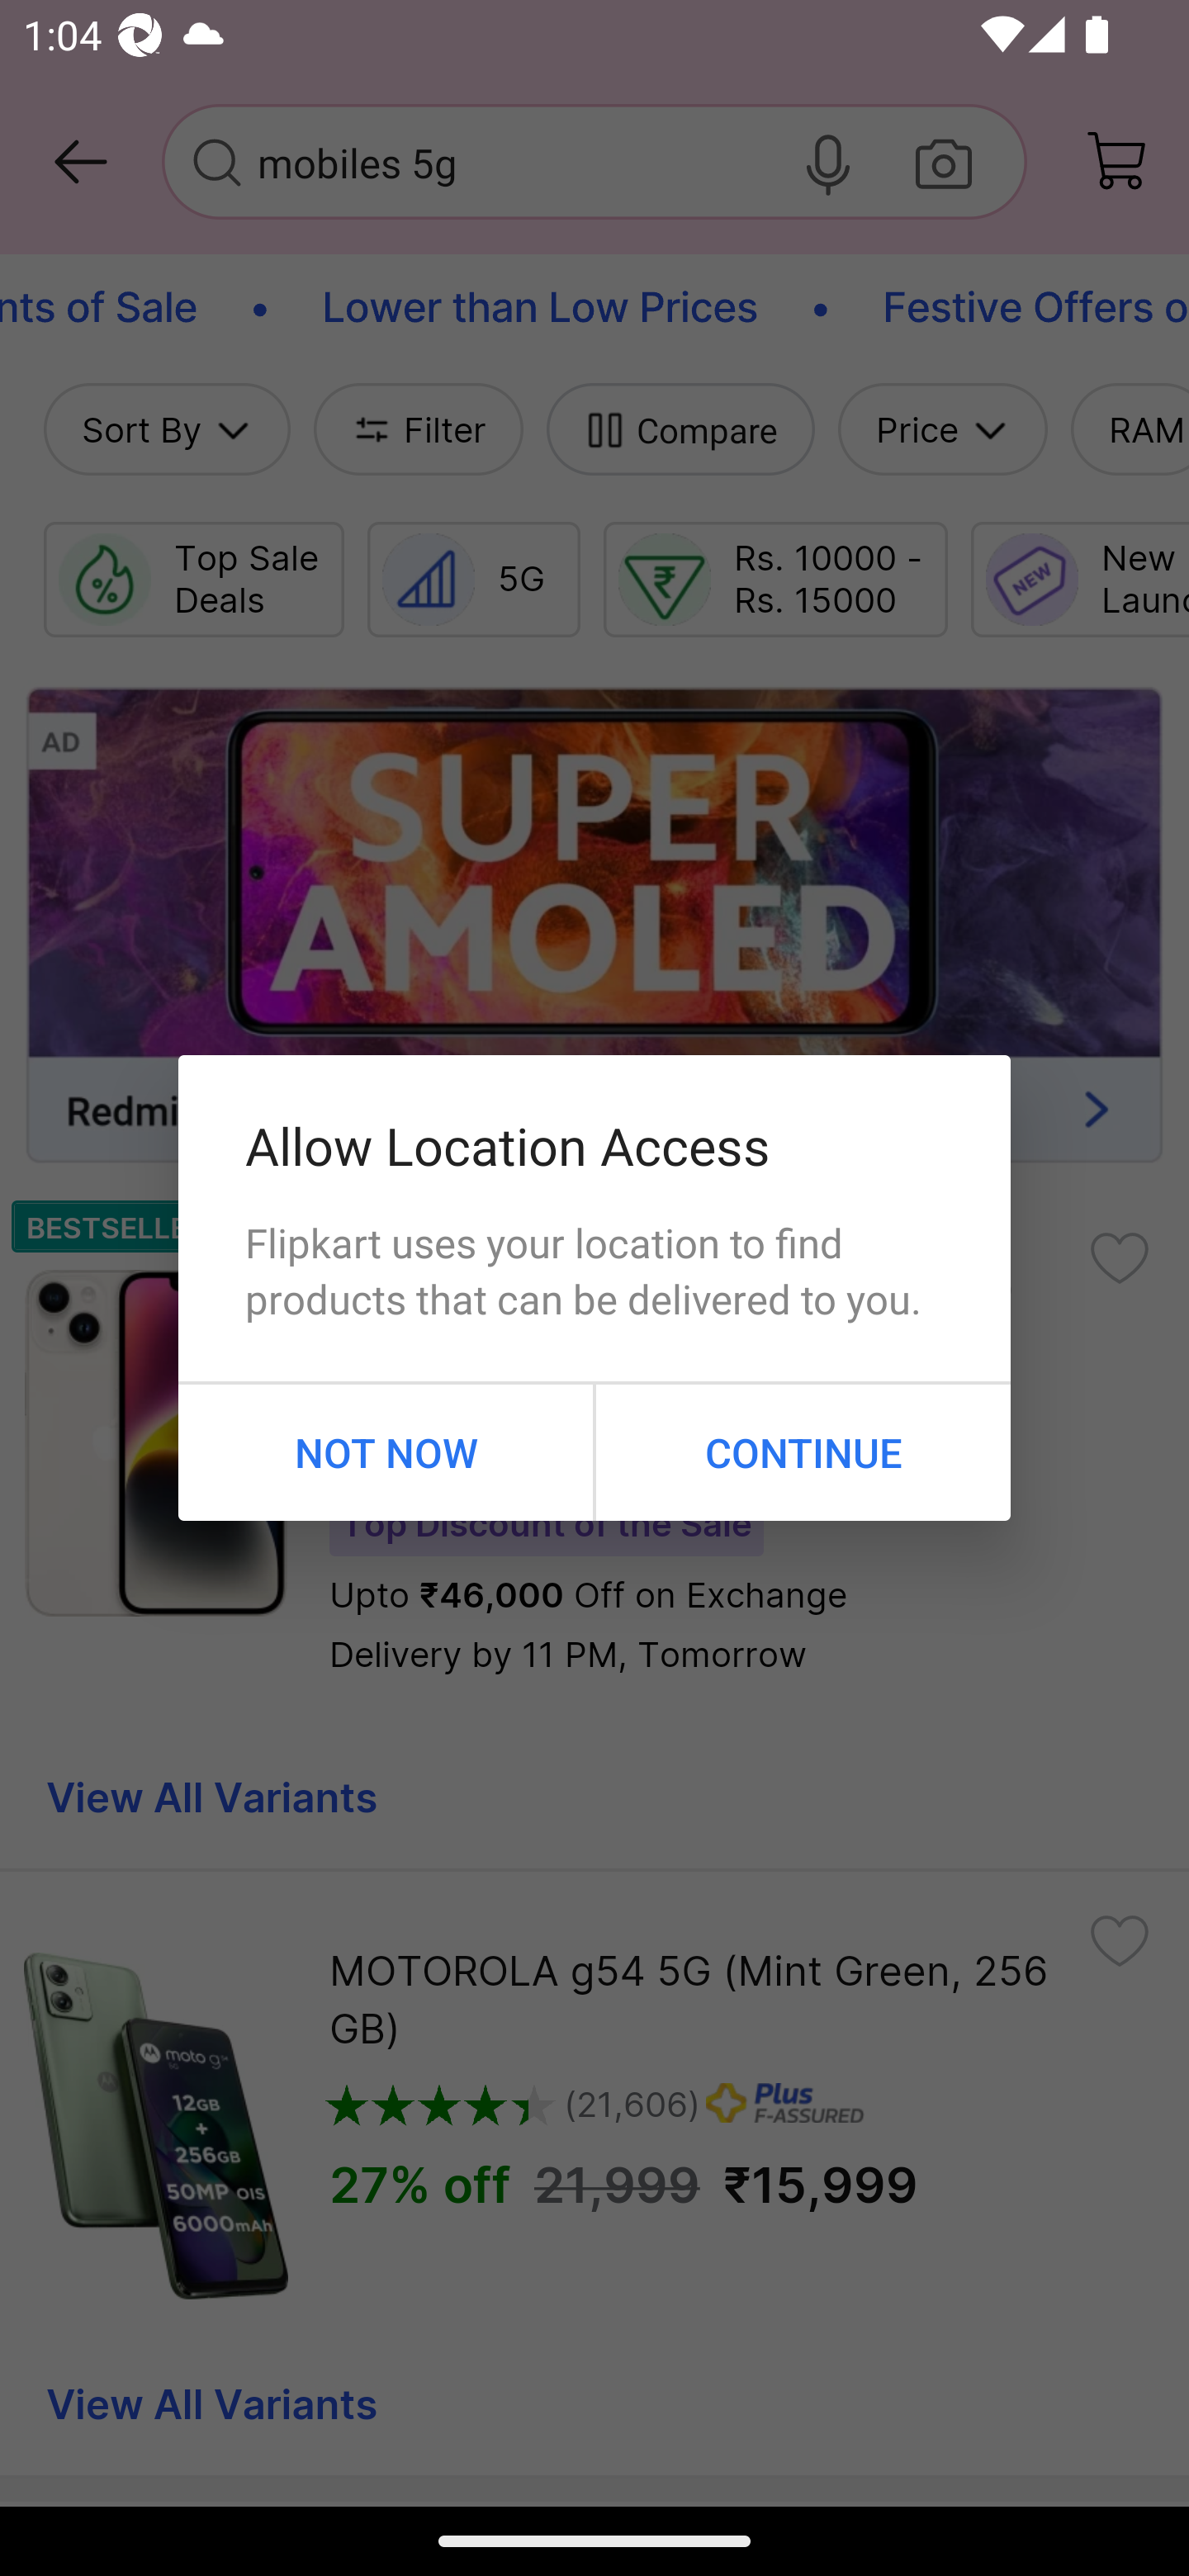 1:04
mobiles 5g
nts of Sale • Lower than Low Prices • Festive Offers o
Sort By Filter Compare Price RAM
Top Sale
Deals
5G
Rs. 10000 -
Rs. 15000
New
Launc
NEW
AD
SUPER
AMOLED
Redmi
Allow Location Access
BESTSELLE
Flipkart uses your location to find
products that can be delivered to you.
NOT NOW CONTINUE
Top Discount of the Sale
Upto ₹46,000 Off on Exchange
Delivery by 11 PM, Tomorrow
View All Variants
MOTOROLA g54 5G (Mint Green, 256
GB)
(21,606) Plus
F-ASSURED
27% off 21,999 ₹15,999
moto g
12GB
+
256GB
50MP OIS
6000mAh
View All Variants